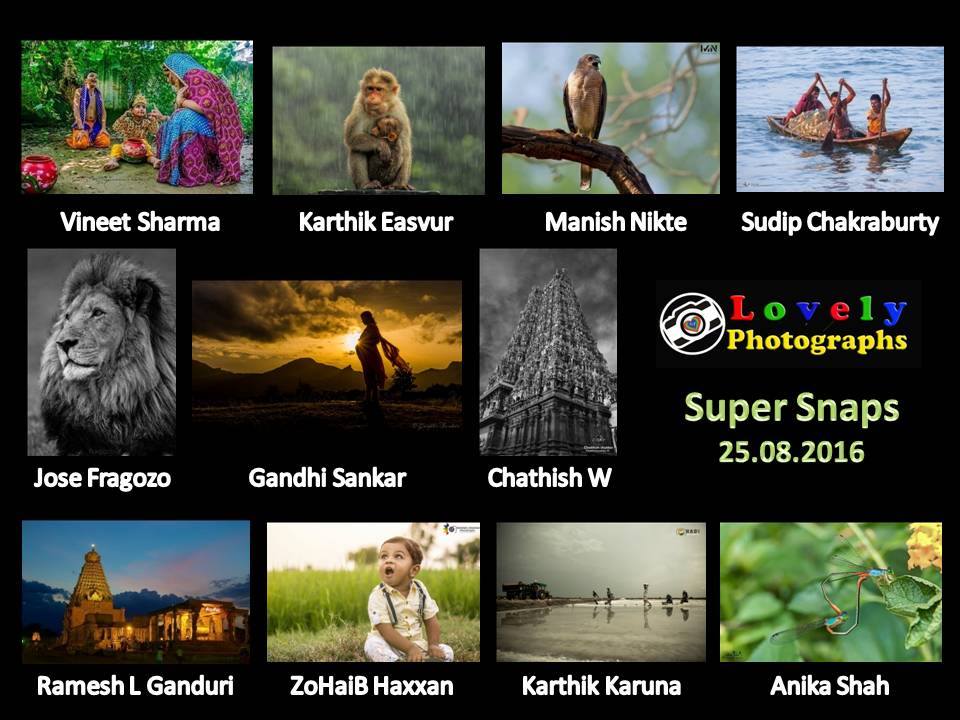 Vineet Sharma
Karthik Easvur
Manish Nikte
Sudip Chakraburty
Lovely
Photographs
Super Snaps
25.08.2016
Jose Fragozo
Gandhi Sankar
Chathish W
Ramesh L Ganduri
ZoHaiB Haxxan
Karthik Karuna
Anika Shah